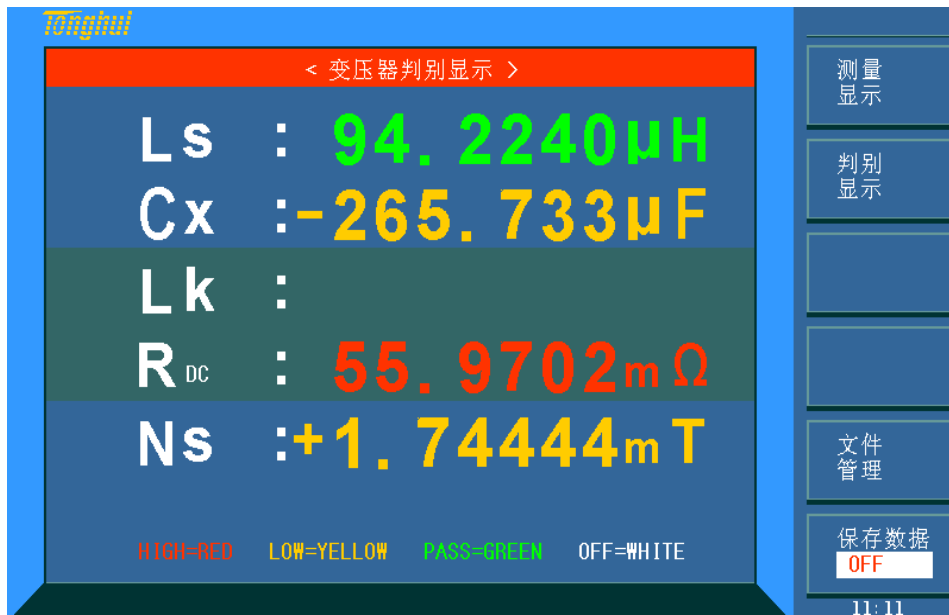 Tonghui
< 变压器判别显示 >
Ls : 94.2240μH
Cx :-265.733μF
Lk :
RDC : 55.9702mΩ
Ns :+1.74444mT
HIGH=RED LOW=YELLOW PASS=GREEN OFF=WHITE
测量
显示
判别
显示
文件
管理
保存数据
OFF
11:11